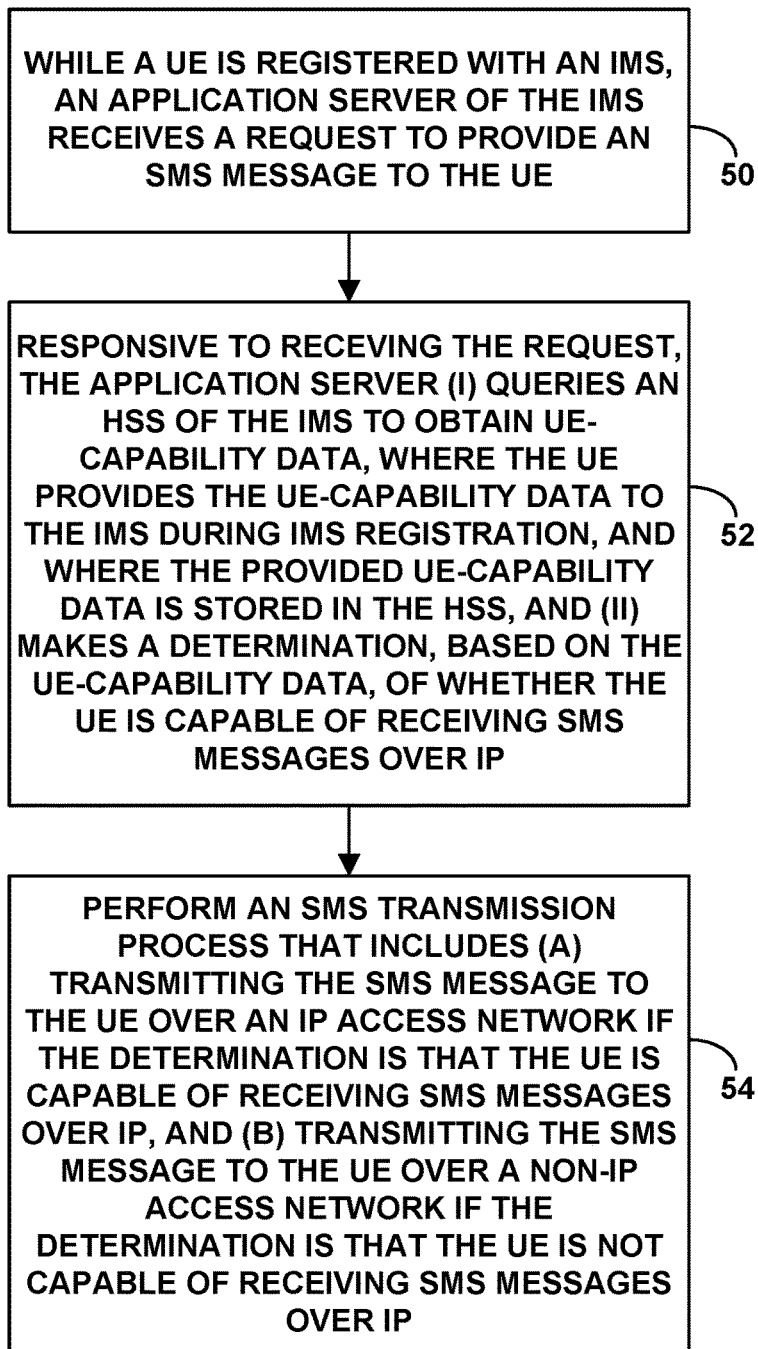 WHILE A UE IS REGISTERED WITH AN IMS,
AN APPLICATION SERVER OF THE IMS
RECEIVES A REQUEST TO PROVIDE AN
SMS MESSAGE TO THE UE
50
RESPONSIVE TO RECEVING THE REQUEST,
THE APPLICATION SERVER (I) QUERIES AN
HSS OF THE IMS TO OBTAIN UE-
CAPABILITY DATA, WHERE THE UE
PROVIDES THE UE-CAPABILITY DATA TO
THE IMS DURING IMS REGISTRATION, AND
WHERE THE PROVIDED UE-CAPABILITY
DATA IS STORED IN THE HSS, AND (II)
MAKES A DETERMINATION, BASED ON THE
UE-CAPABILITY DATA, OF WHETHER THE
UE IS CAPABLE OF RECEIVING SMS
MESSAGES OVER IP
52
PERFORM AN SMS TRANSMISSION
PROCESS THAT INCLUDES (A)
TRANSMITTING THE SMS MESSAGE TO
THE UE OVER AN IP ACCESS NETWORK IF
THE DETERMINATION IS THAT THE UE IS
CAPABLE OF RECEIVING SMS MESSAGES
OVER IP, AND (B) TRANSMITTING THE SMS
MESSAGE TO THE UE OVER A NON-IP
ACCESS NETWORK IF THE
DETERMINATION IS THAT THE UE IS NOT
CAPABLE OF RECEIVING SMS MESSAGES
OVER IP
54